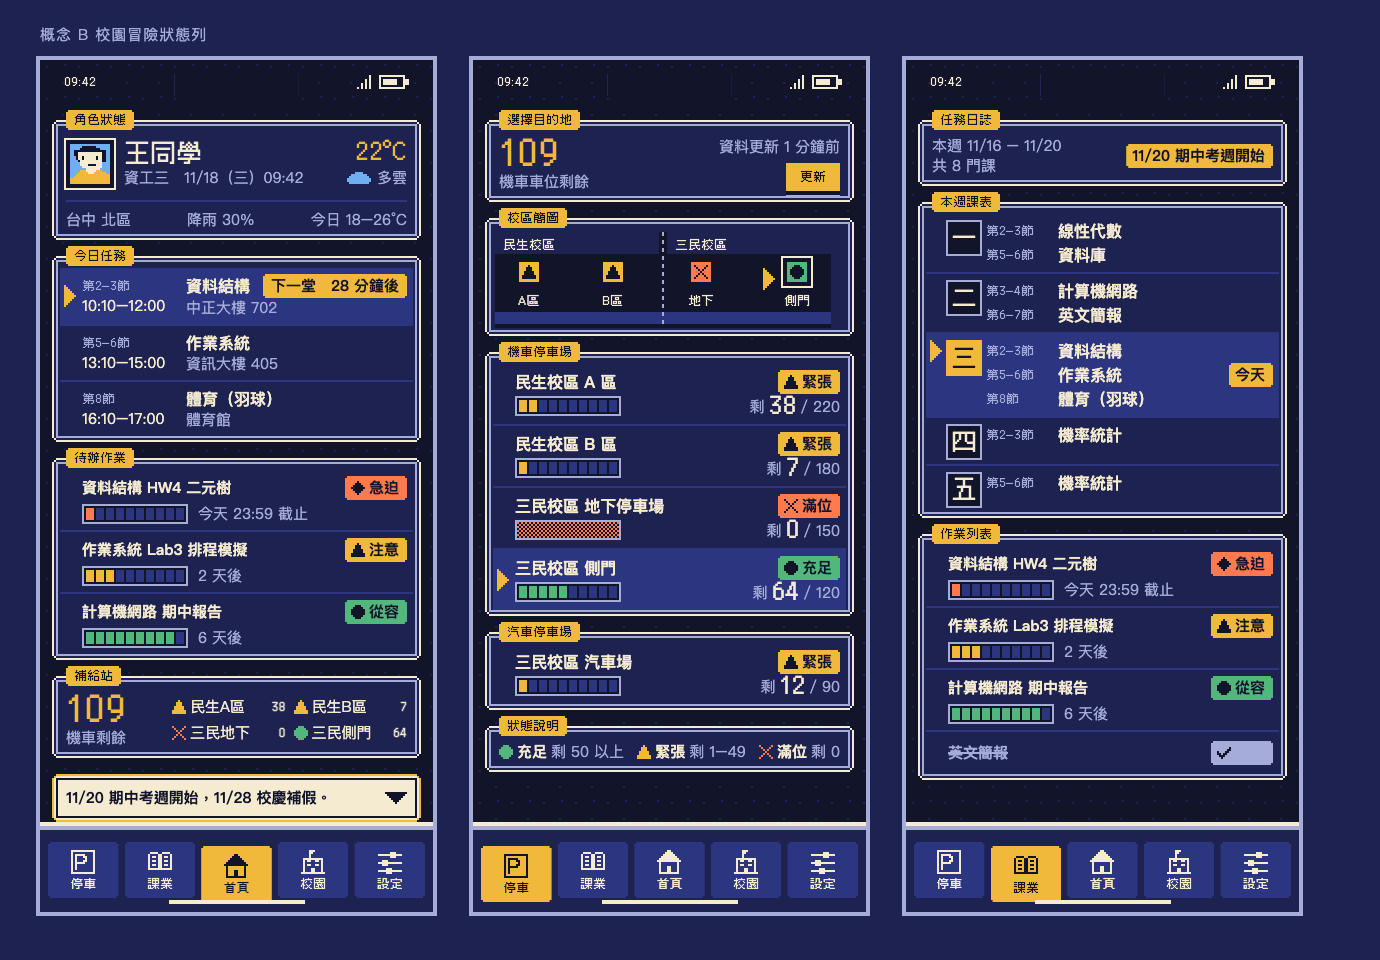 概念 B 校園冒險狀態列
09:42
角色狀態
王同學
22°C
資工三 11/18（三）09:42
多雲
台中 北區
降雨 30%
今日 18—26°C
今日任務
第2–3節
資料結構
下一堂 28 分鐘後
10:10—12:00
中正大樓 702
第5–6節
作業系統
13:10—15:00
資訊大樓 405
第8節
體育（羽球）
16:10—17:00
體育館
待辦作業
資料結構 HW4 二元樹
急迫
今天 23:59 截止
作業系統 Lab3 排程模擬
注意
2 天後
計算機網路 期中報告
從容
6 天後
補給站
109
機車剩餘
民生A區 38
民生B區 7
三民地下 0
三民側門 64
11/20 期中考週開始，11/28 校慶補假。
停車
課業
首頁
校園
設定
09:42
選擇目的地
109
資料更新 1 分鐘前
機車車位剩餘
更新
校區簡圖
民生校區
三民校區
A區
B區
地下
側門
機車停車場
民生校區 A 區
緊張
剩 38 / 220
民生校區 B 區
緊張
剩 7 / 180
三民校區 地下停車場
滿位
剩 0 / 150
三民校區 側門
充足
剩 64 / 120
汽車停車場
三民校區 汽車場
緊張
剩 12 / 90
狀態說明
充足 剩 50 以上
緊張 剩 1—49
滿位 剩 0
P
停車
課業
首頁
校園
設定
09:42
任務日誌
本週 11/16 — 11/20
共 8 門課
11/20 期中考週開始
本週課表
一
第2–3節 線性代數
第5–6節 資料庫
二
第3–4節 計算機網路
第6–7節 英文簡報
三
第2–3節 資料結構
第5–6節 作業系統
今天
第8節 體育（羽球）
四
第2–3節 機率統計
五
第5–6節 機率統計
作業列表
資料結構 HW4 二元樹
急迫
今天 23:59 截止
作業系統 Lab3 排程模擬
注意
2 天後
計算機網路 期中報告
從容
6 天後
英文簡報
停車
課業
首頁
校園
設定